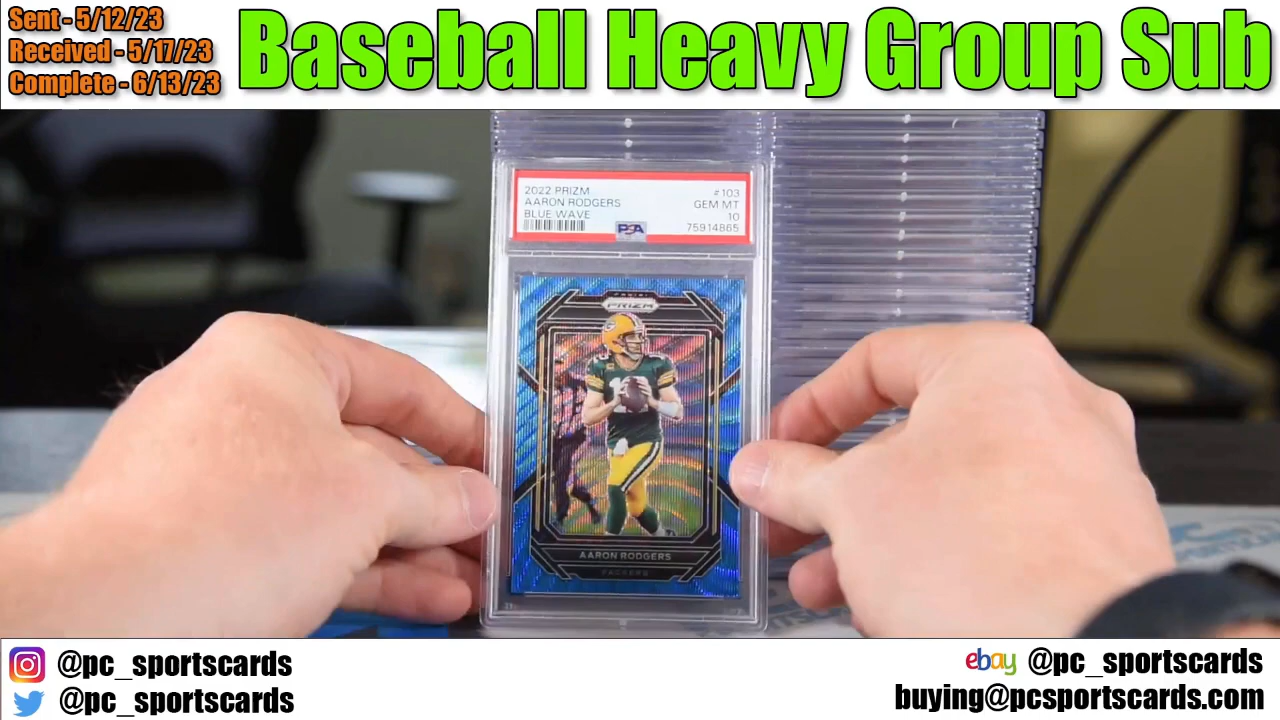 Sent - 5/12/23
Received - 5/17/23
Complete - 6/13/23
Baseball Heavy Group Sub
2022 PRIZM #103
AARON RODGERS GEM MT
BLUE WAVE 10
PSA 75914865
PANINI
PRIZM
AARON RODGERS
PACKERS
@pc_sportscards
@pc_sportscards
ebay @pc_sportscards
buying@pcsportscards.com